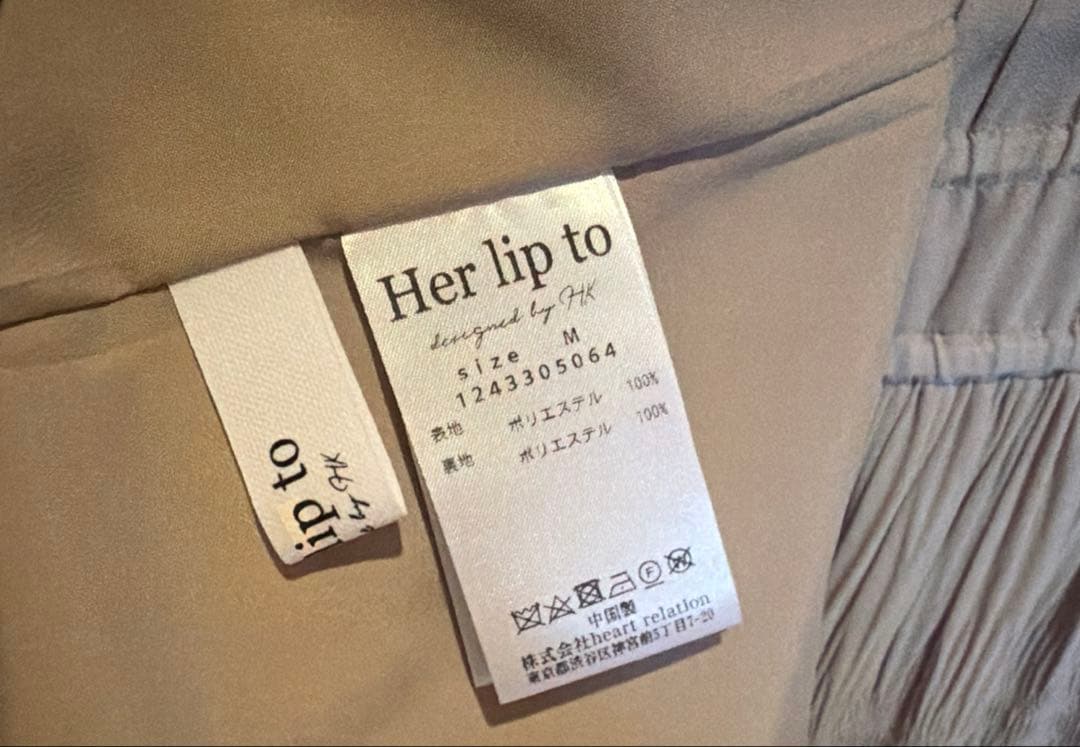 Her lip to
designed by HK
size M
1243305064
表地 ポリエステル 100%
裏地 ポリエステル 100%
中国製
株式会社heart relation
東京都渋谷区神宮前5丁目7-20
lip to
by HK